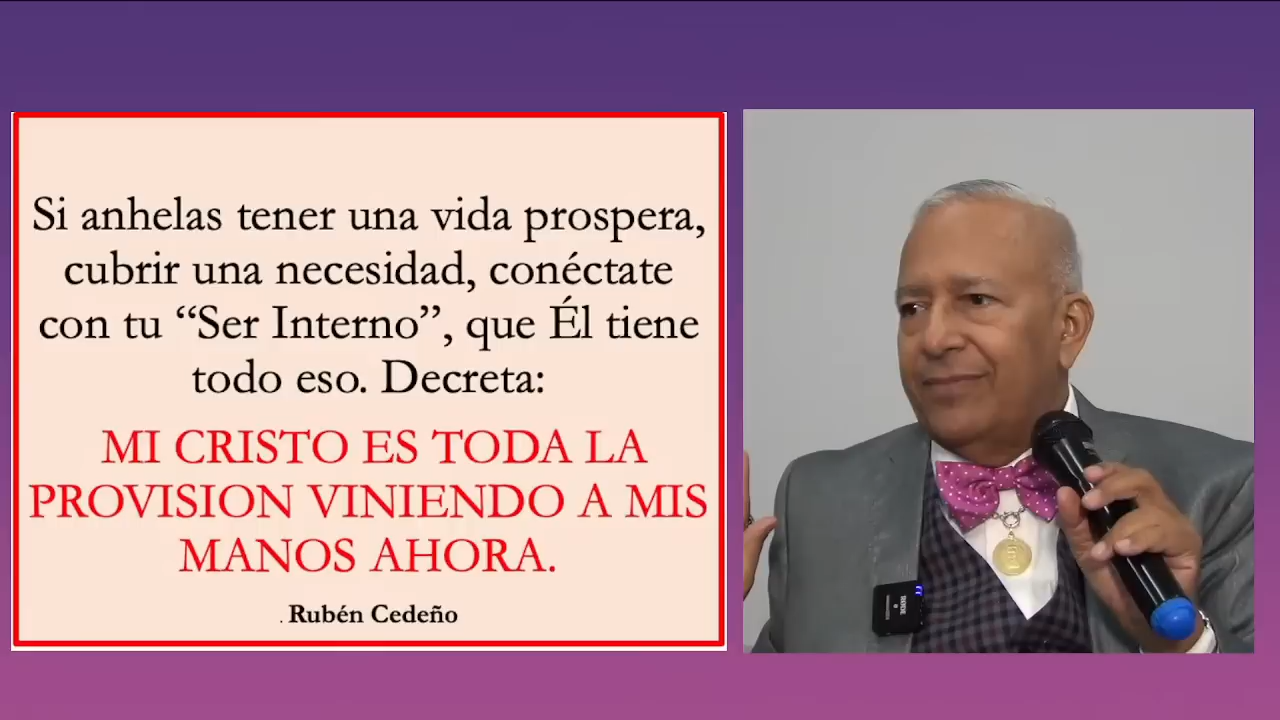 Si anhelas tener una vida prospera,
cubrir una necesidad, conéctate
con tu “Ser Interno”, que Él tiene
todo eso. Decreta:
MI CRISTO ES TODA LA
PROVISION VINIENDO A MIS
MANOS AHORA.
. Rubén Cedeño